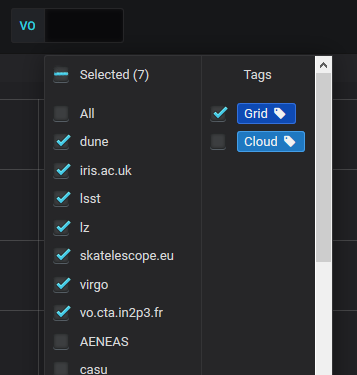 VO
Selected (7)
Tags
All
Grid
dune
Cloud
iris.ac.uk
lsst
lz
skatelescope.eu
virgo
vo.cta.in2p3.fr
AENEAS
casu